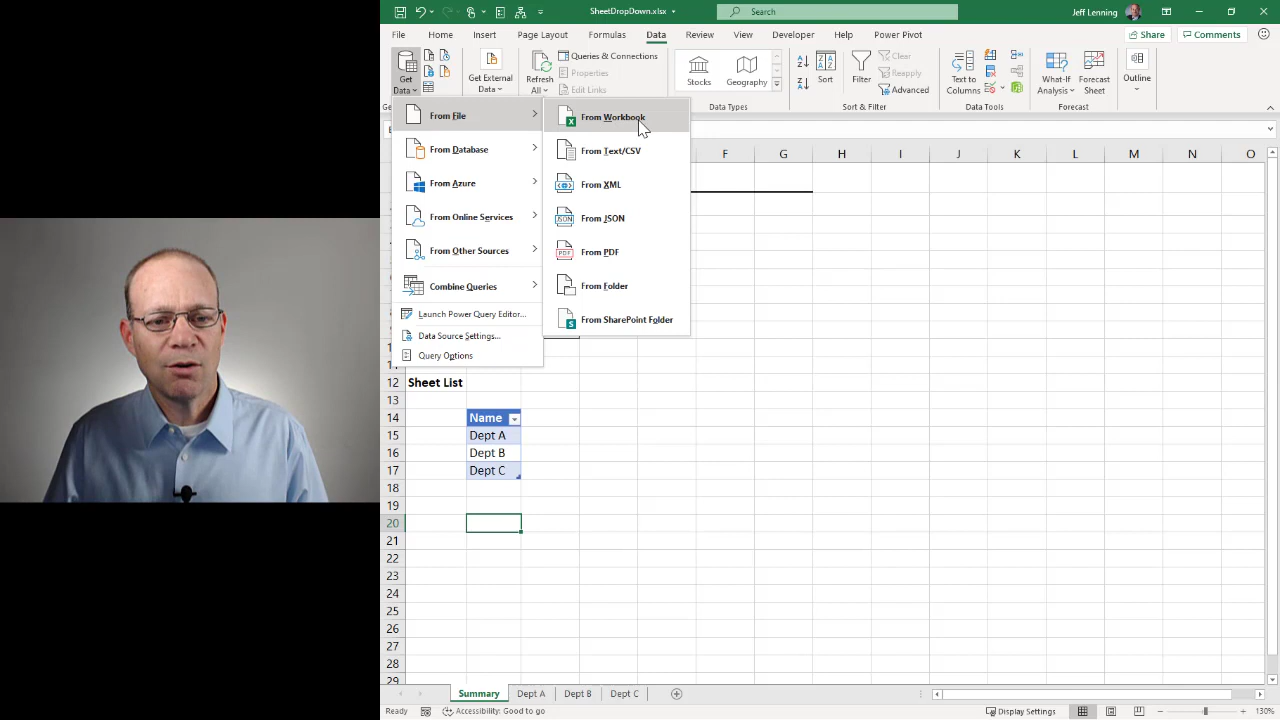 SheetDropDown.xlsx
Search
Jeff Lenning
File Home Insert Page Layout Formulas Data Review View Developer Help Power Pivot Share Comments
Get Data
Get External Data
Refresh All
Queries & Connections
Properties
Edit Links
Stocks
Geography
Sort
Filter
Clear
Reapply
Advanced
Text to Columns
What-If Analysis
Forecast Sheet
Outline
Data Types
Sort & Filter
Data Tools
Forecast
From File
From Database
From Azure
From Online Services
From Other Sources
Combine Queries
Launch Power Query Editor...
Data Source Settings...
Query Options
From Workbook
From Text/CSV
From XML
From JSON
From PDF
From Folder
From SharePoint Folder
F G H I J K L M N O
12 Sheet List
13
14 Name
15 Dept A
16 Dept B
17 Dept C
18
19
20
21
22
23
24
25
26
27
28
29
Summary Dept A Dept B Dept C
Ready Accessibility: Good to go Display Settings 130%